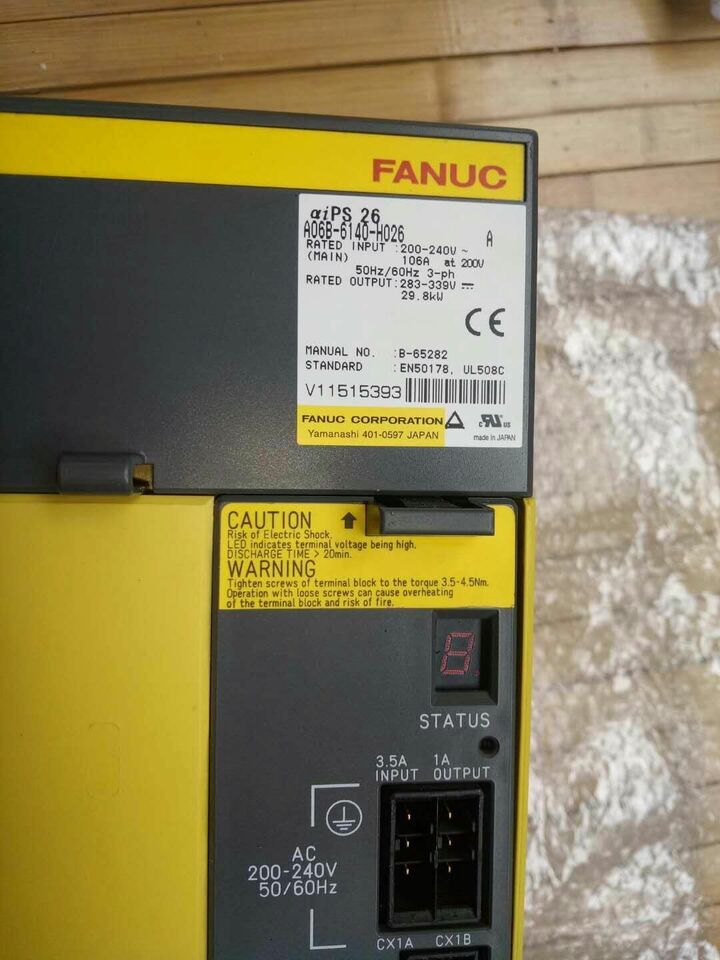 FANUC
αiPS 26
A06B-6140-H026 A
RATED INPUT :200-240V ~
(MAIN) 106A at 200V
50Hz/60Hz 3-ph
RATED OUTPUT:283-339V ⎓
29.8kW
CE
MANUAL NO. :B-65282
STANDARD :EN50178, UL508C
V11515393
FANUC CORPORATION
Yamanashi 401-0597 JAPAN
c RU us
made in JAPAN
CAUTION
Risk of Electric Shock.
LED indicates terminal voltage being high.
DISCHARGE TIME > 20min.
WARNING
Tighten screws of terminal block to the torque 3.5-4.5Nm.
Operation with loose screws can cause overheating
of the terminal block and risk of fire.
8.
STATUS
3.5A 1A
INPUT OUTPUT
AC
200-240V
50/60Hz
CX1A CX1B